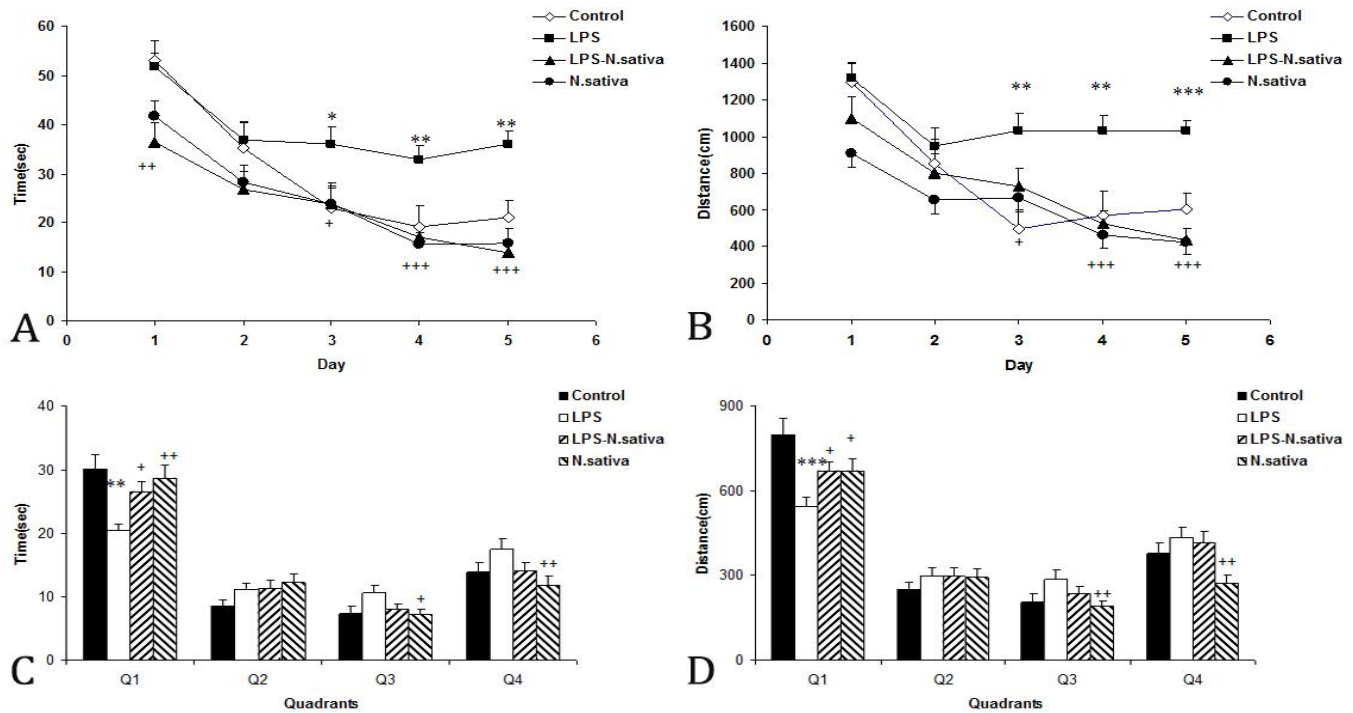 60
50
40
30
20
10
0
Time(sec)
Control
LPS
LPS-N.sativa
N.sativa
*
**
**
++
+
+++
+++
A
0
1
2
3
4
5
6
Day
1600
1400
1200
1000
800
600
400
200
0
Distance(cm)
Control
LPS
LPS-N.sativa
N.sativa
**
**
***
+
+++
+++
B
0
1
2
3
4
5
6
Day
40
30
20
10
0
Time(sec)
Control
LPS
LPS-N.sativa
N.sativa
**
+
++
+
++
C
Q1
Q2
Q3
Q4
Quadrants
900
600
300
0
Distance(cm)
Control
LPS
LPS-N.sativa
N.sativa
***
+
+
++
++
D
Q1
Q2
Q3
Q4
Quadrants